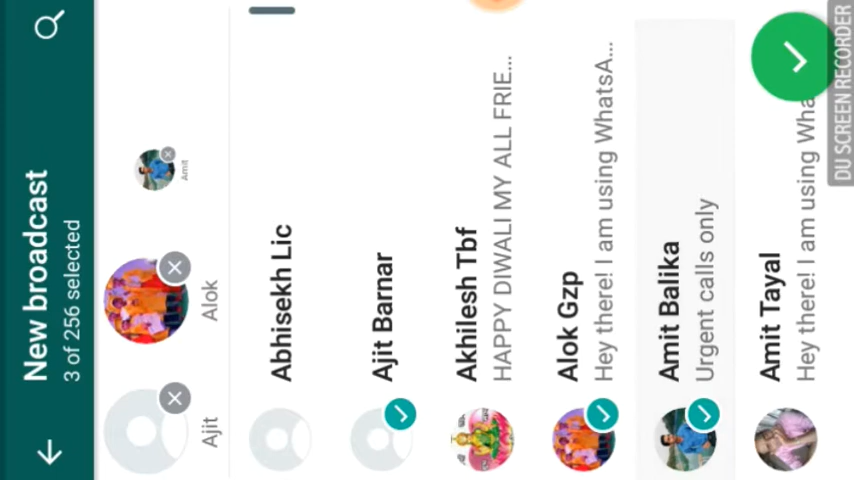 New broadcast
3 of 256 selected
Ajit
Alok
Amit
Abhisekh Lic
Ajit Barnar
Akhilesh Tbf
HAPPY DIWALI MY ALL FRIE...
Alok Gzp
Hey there! I am using WhatsA...
Amit Balika
Urgent calls only
Amit Tayal
Hey there! I am using Wha
DU SCREEN RECORDER